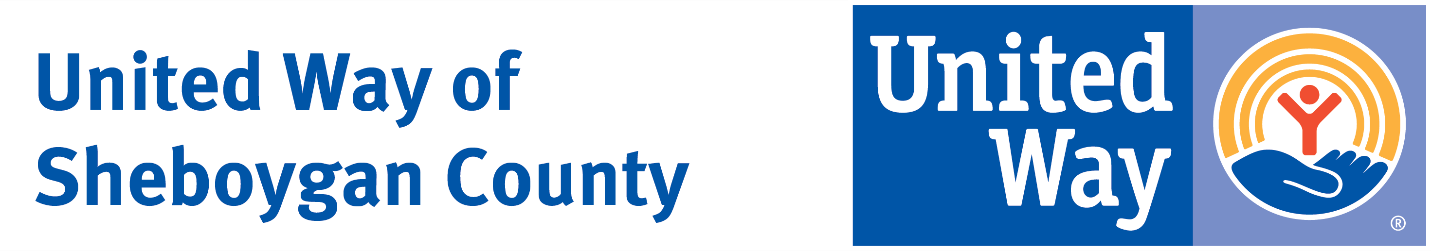 United Way of
Sheboygan County
United
Way
®